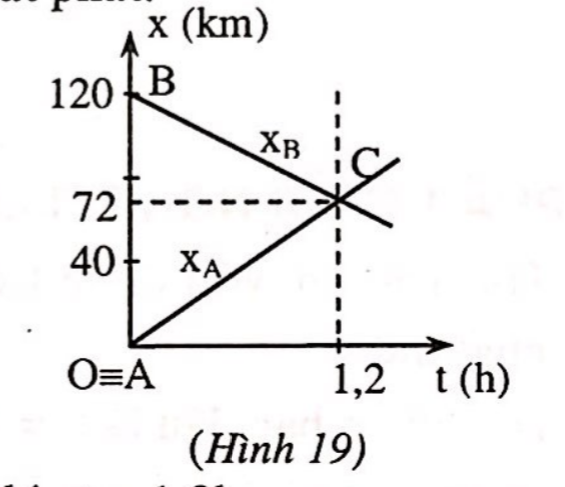 x (km)
120 B
x_B
C
72
40
x_A
O≡A
1,2
t (h)
(Hình 19)